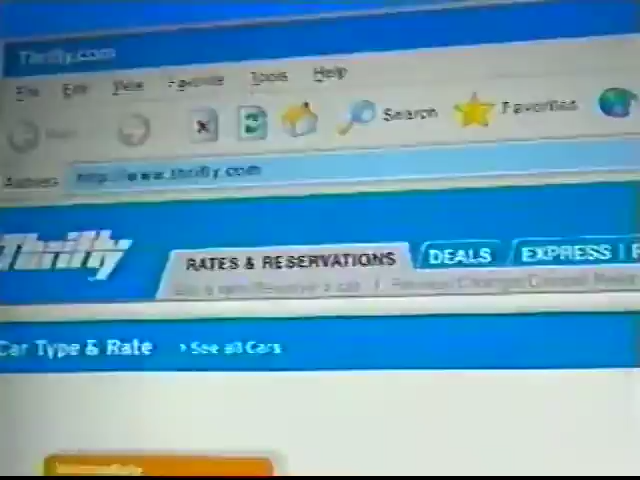 Thrifty.com
File Edit View Favorites Tools Help
Search Favorites
Address http://www.thrifty.com
Thrifty
RATES & RESERVATIONS DEALS EXPRESS
Car Type & Rate › See all Cars